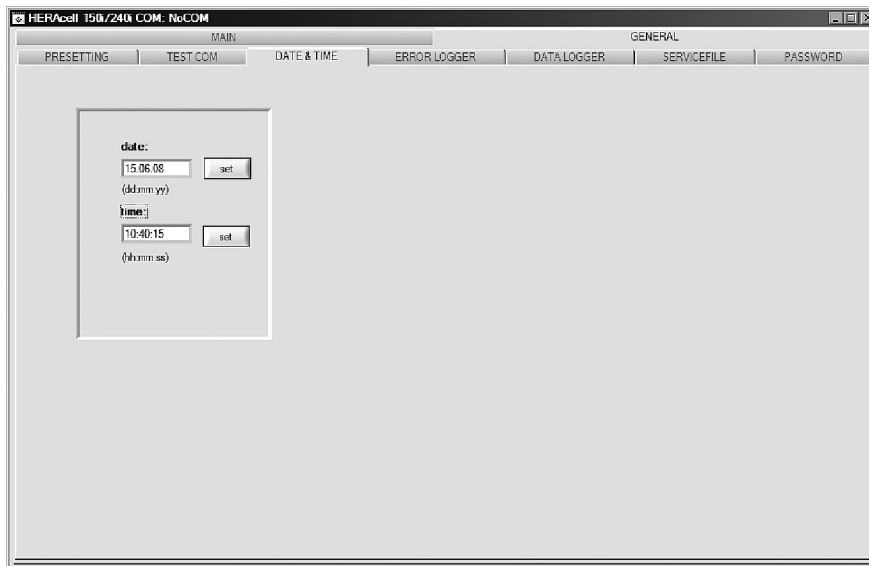 HERAcell 150i/240i COM: NoCOM
MAIN GENERAL
PRESETTING TEST COM DATE & TIME ERROR LOGGER DATA LOGGER SERVICEFILE PASSWORD
date:
15.06.08 set
(dd:mm:yy)
time:
10:40:15 set
(hh:mm:ss)